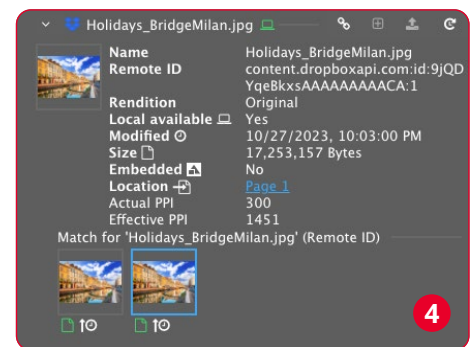 Holidays_BridgeMilan.jpg
Name Holidays_BridgeMilan.jpg
Remote ID content.dropboxapi.com:id:9jQD
YqeBkxsAAAAAAAAACA:1
Rendition Original
Local available Yes
Modified 10/27/2023, 10:03:00 PM
Size 17,253,157 Bytes
Embedded No
Location Page 1
Actual PPI 300
Effective PPI 1451
Match for 'Holidays_BridgeMilan.jpg' (Remote ID)
4